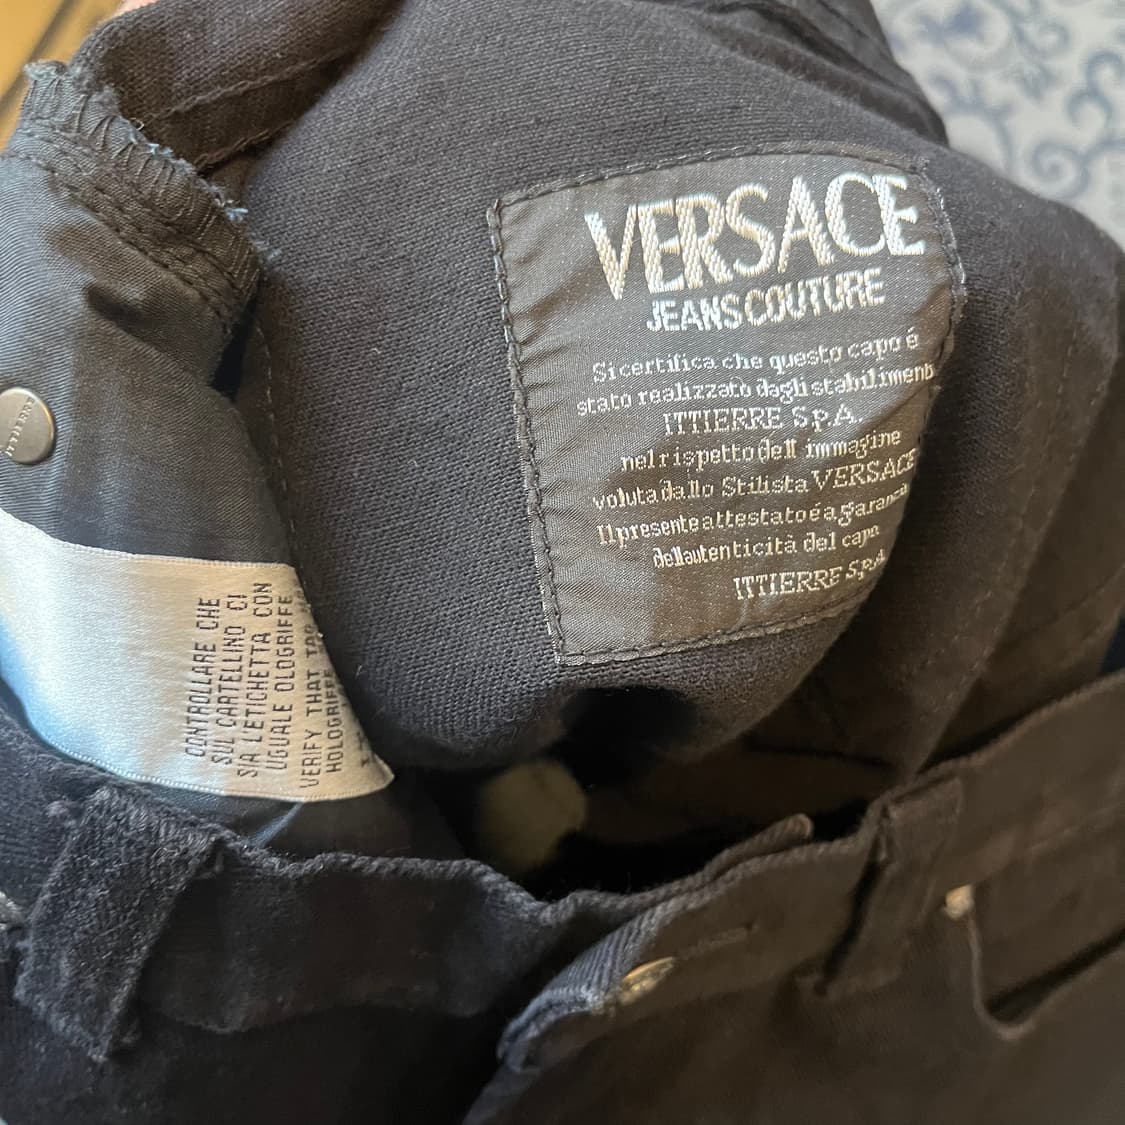 VERSACE
JEANS COUTURE
Si certifica che questo capo é
stato realizzato dagli stabilimenti
ITTIERRE S.p.A.
nel rispetto dell immagine
voluta dallo Stilista VERSACE
Il presente attestato é a garanzia
dell autenticità del capo
ITTIERRE S.p.A.
CONTROLLARE CHE
SUL CARTELLINO CI
SIA L'ETICHETTA CON
UGUALE OLOGRIFFE
VERIFY THAT
HOLOGRIFFE
ITTIERRE